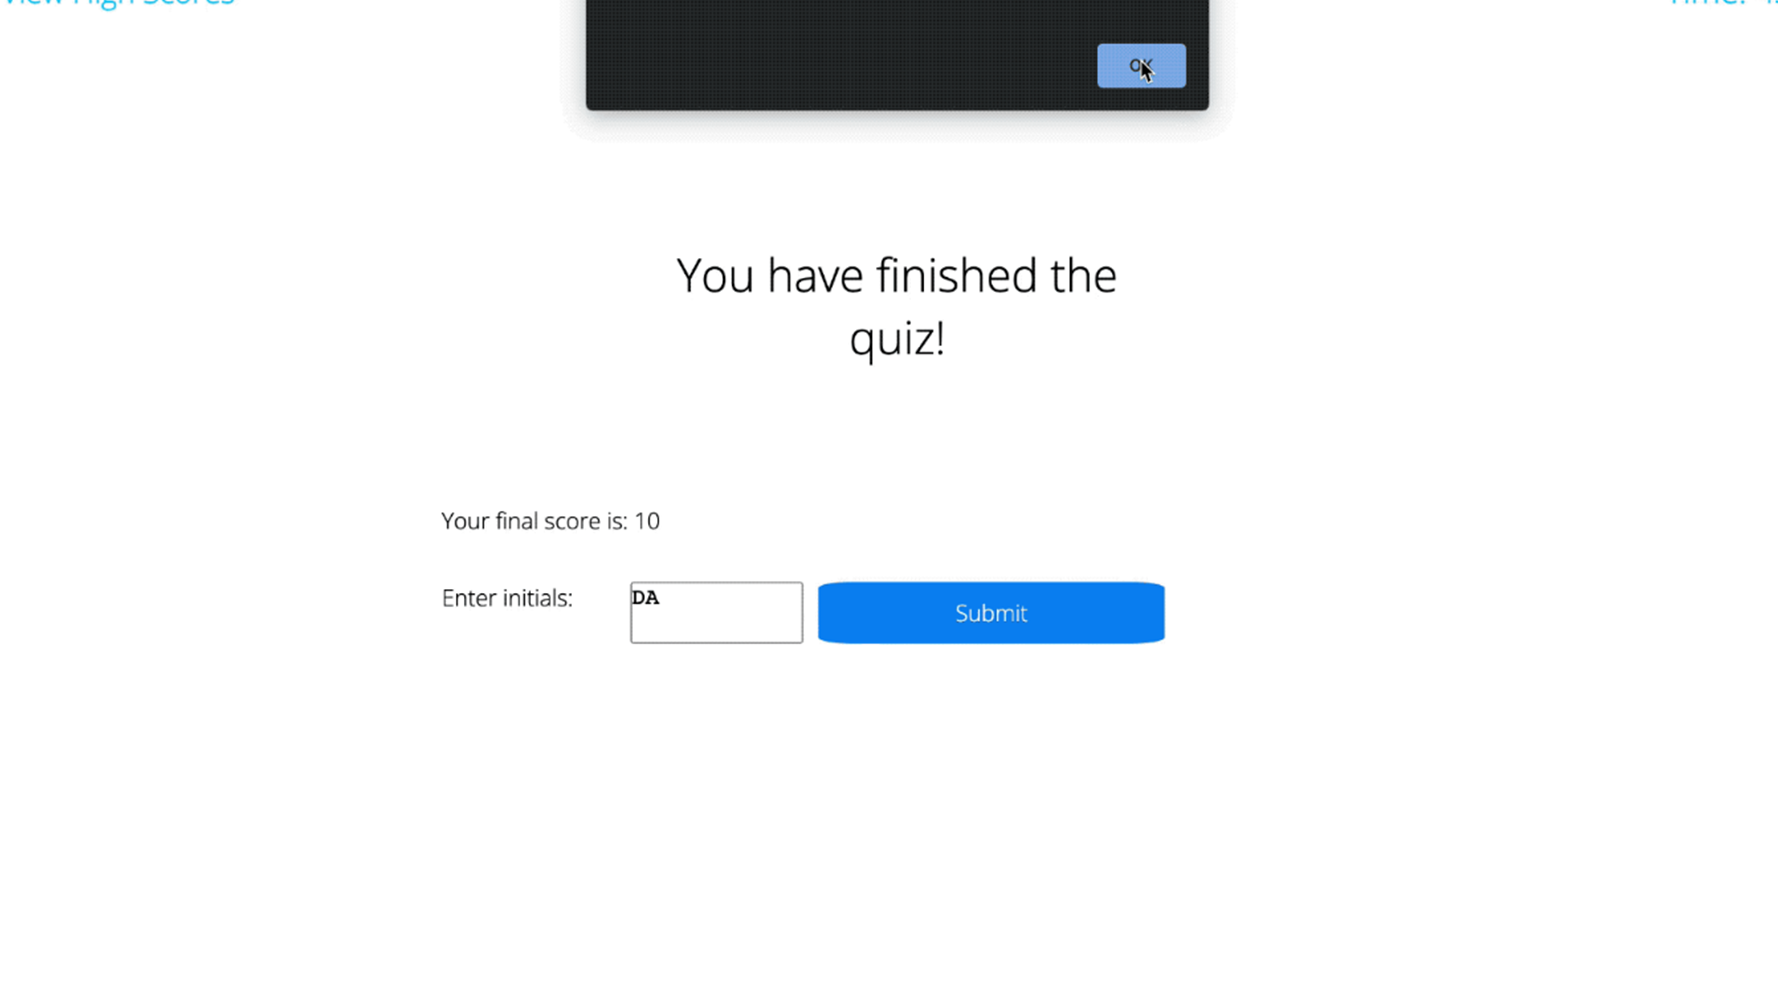 View High Scores
Time:
OK
You have finished the
quiz!
Your final score is: 10
Enter initials:
DA
Submit